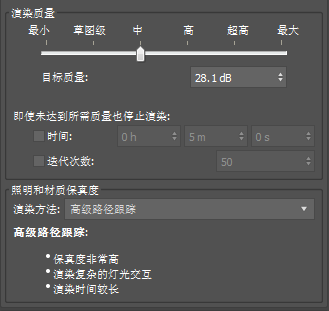 渲染质量
最小 草图级 中 高 超高 最大
目标质量: 28.1 dB
即使未达到所需质量也停止渲染:
时间: 0 h 5 m 0 s
迭代次数: 50
照明和材质保真度
渲染方法: 高级路径跟踪
高级路径跟踪:
• 保真度非常高
• 渲染复杂的灯光交互
• 渲染时间较长